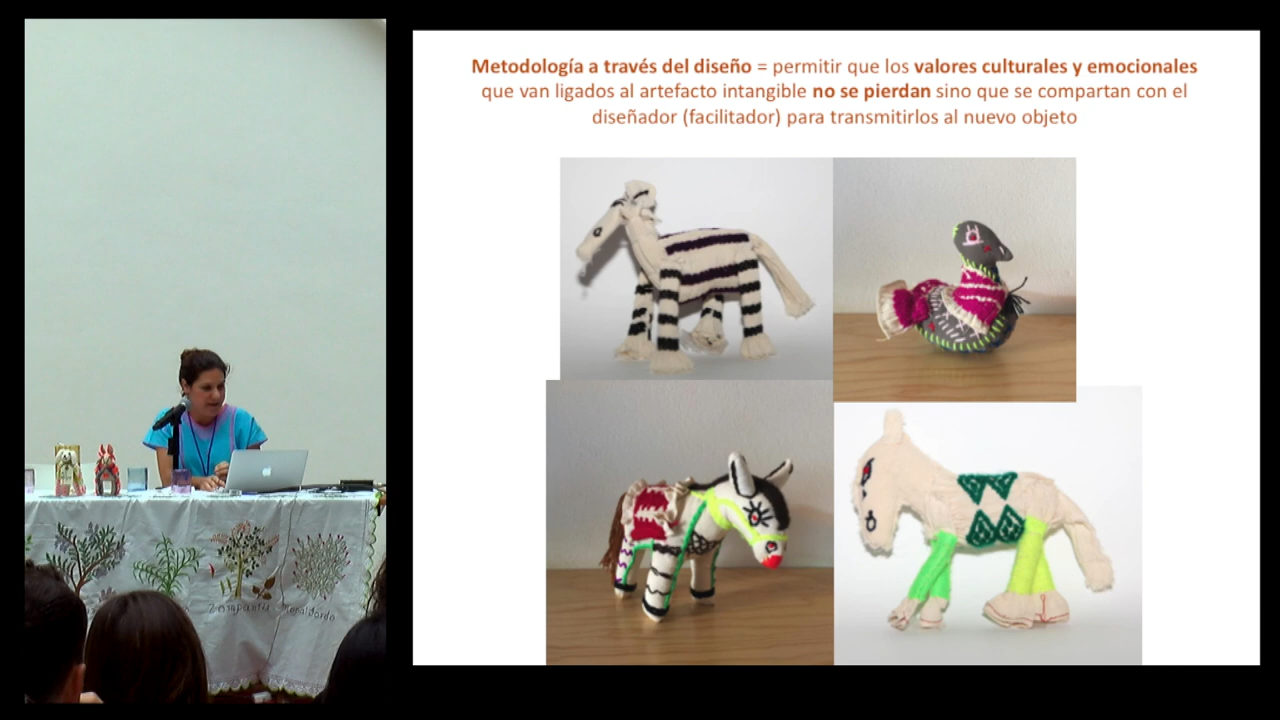 Metodología a través del diseño = permitir que los valores culturales y emocionales
que van ligados al artefacto intangible no se pierdan sino que se compartan con el
diseñador (facilitador) para transmitirlos al nuevo objeto